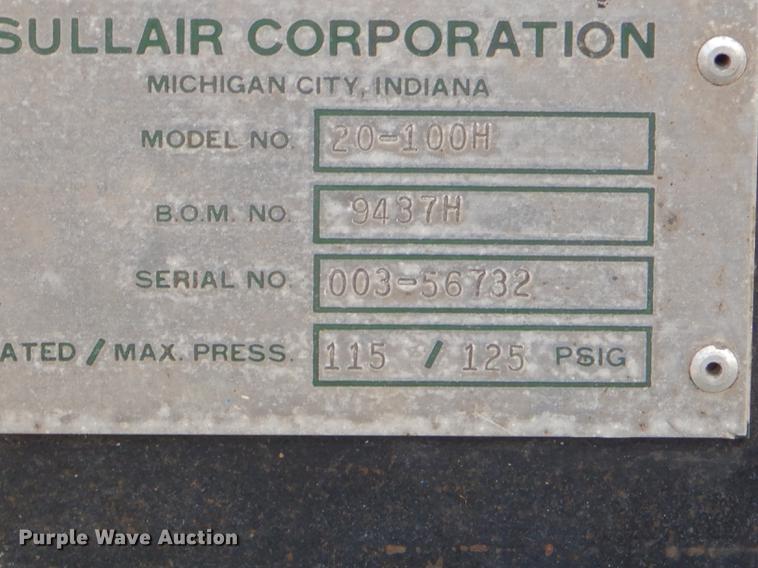 SULLAIR CORPORATION
MICHIGAN CITY, INDIANA
MODEL NO. 20-100H
B.O.M. NO. 9437H
SERIAL NO. 003-56732
ATED / MAX. PRESS. 115 / 125 PSIG
Purple Wave Auction